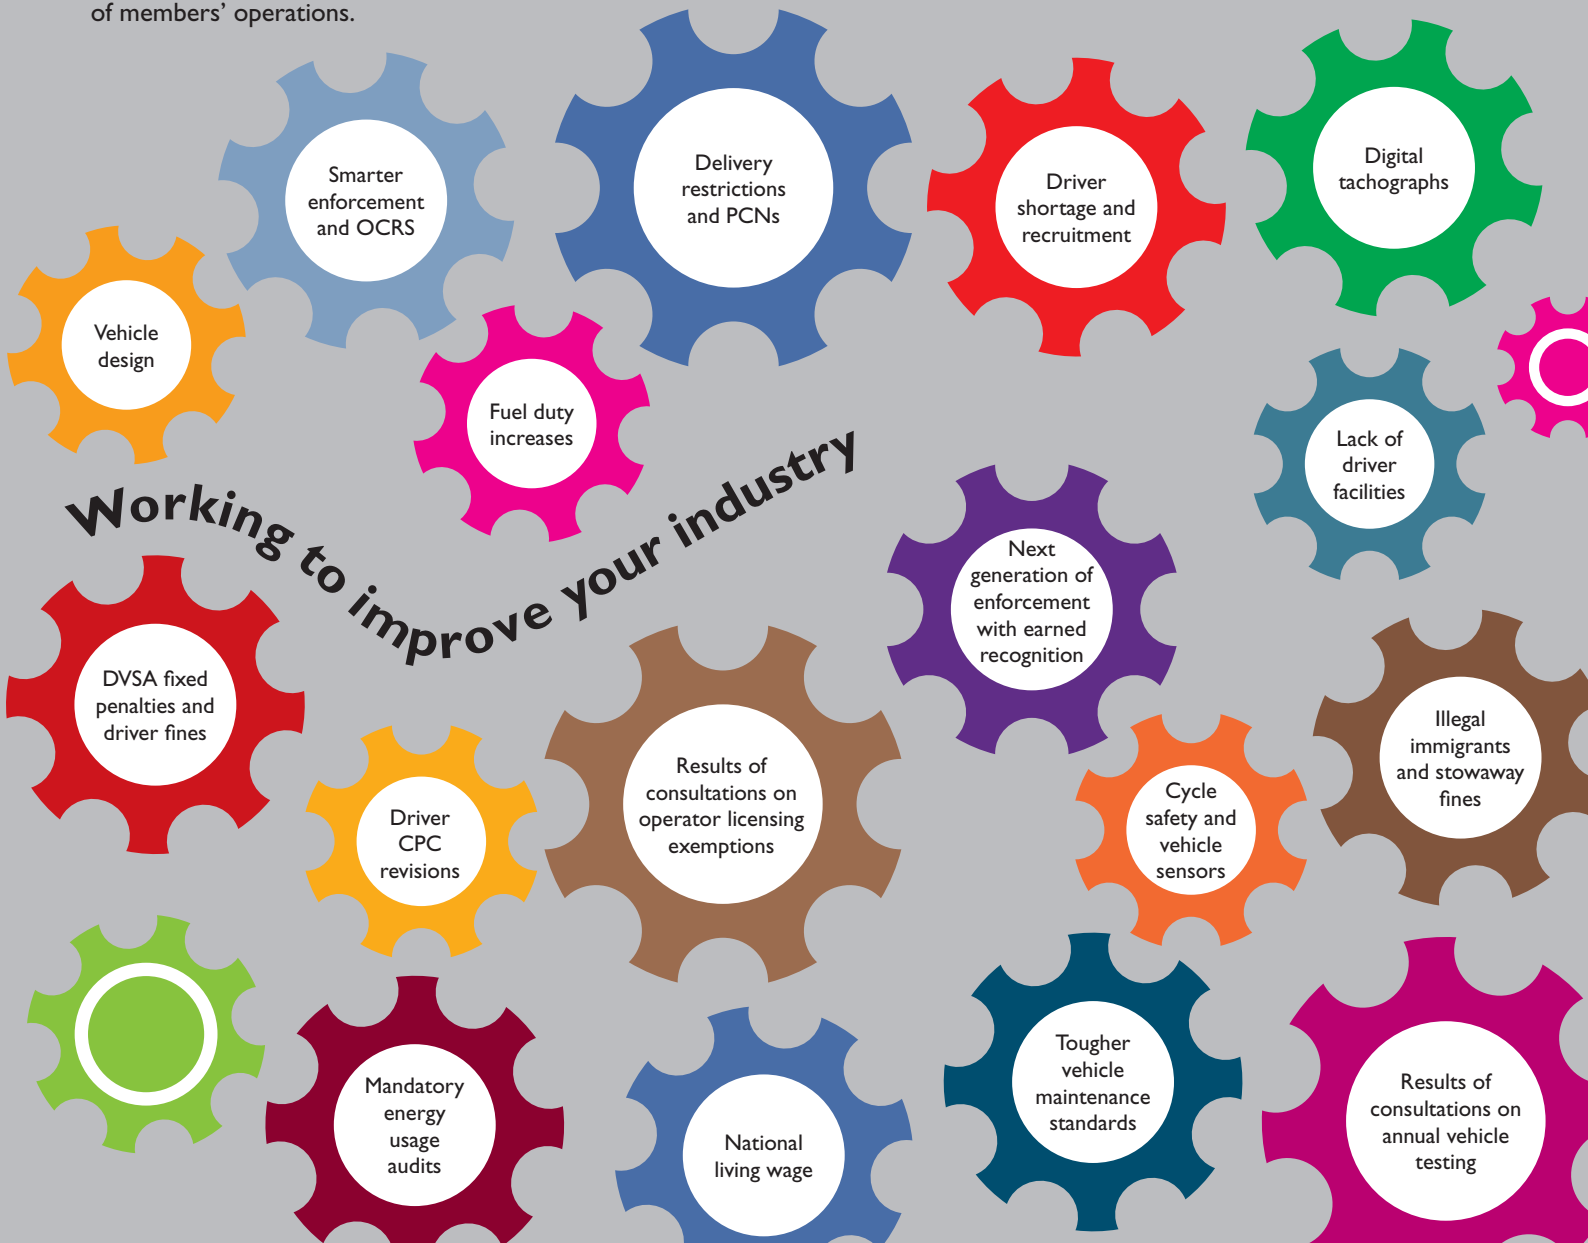 of members’ operations.
Smarter
enforcement
and OCRS
Delivery
restrictions
and PCNs
Driver
shortage and
recruitment
Digital
tachographs
Vehicle
design
Fuel duty
increases
Lack of
driver
facilities
Working to improve your industry
Next
generation of
enforcement
with earned
recognition
DVSA fixed
penalties and
driver fines
Driver
CPC
revisions
Results of
consultations on
operator licensing
exemptions
Cycle
safety and
vehicle
sensors
Illegal
immigrants
and stowaway
fines
Mandatory
energy
usage
audits
National
living wage
Tougher
vehicle
maintenance
standards
Results of
consultations on
annual vehicle
testing